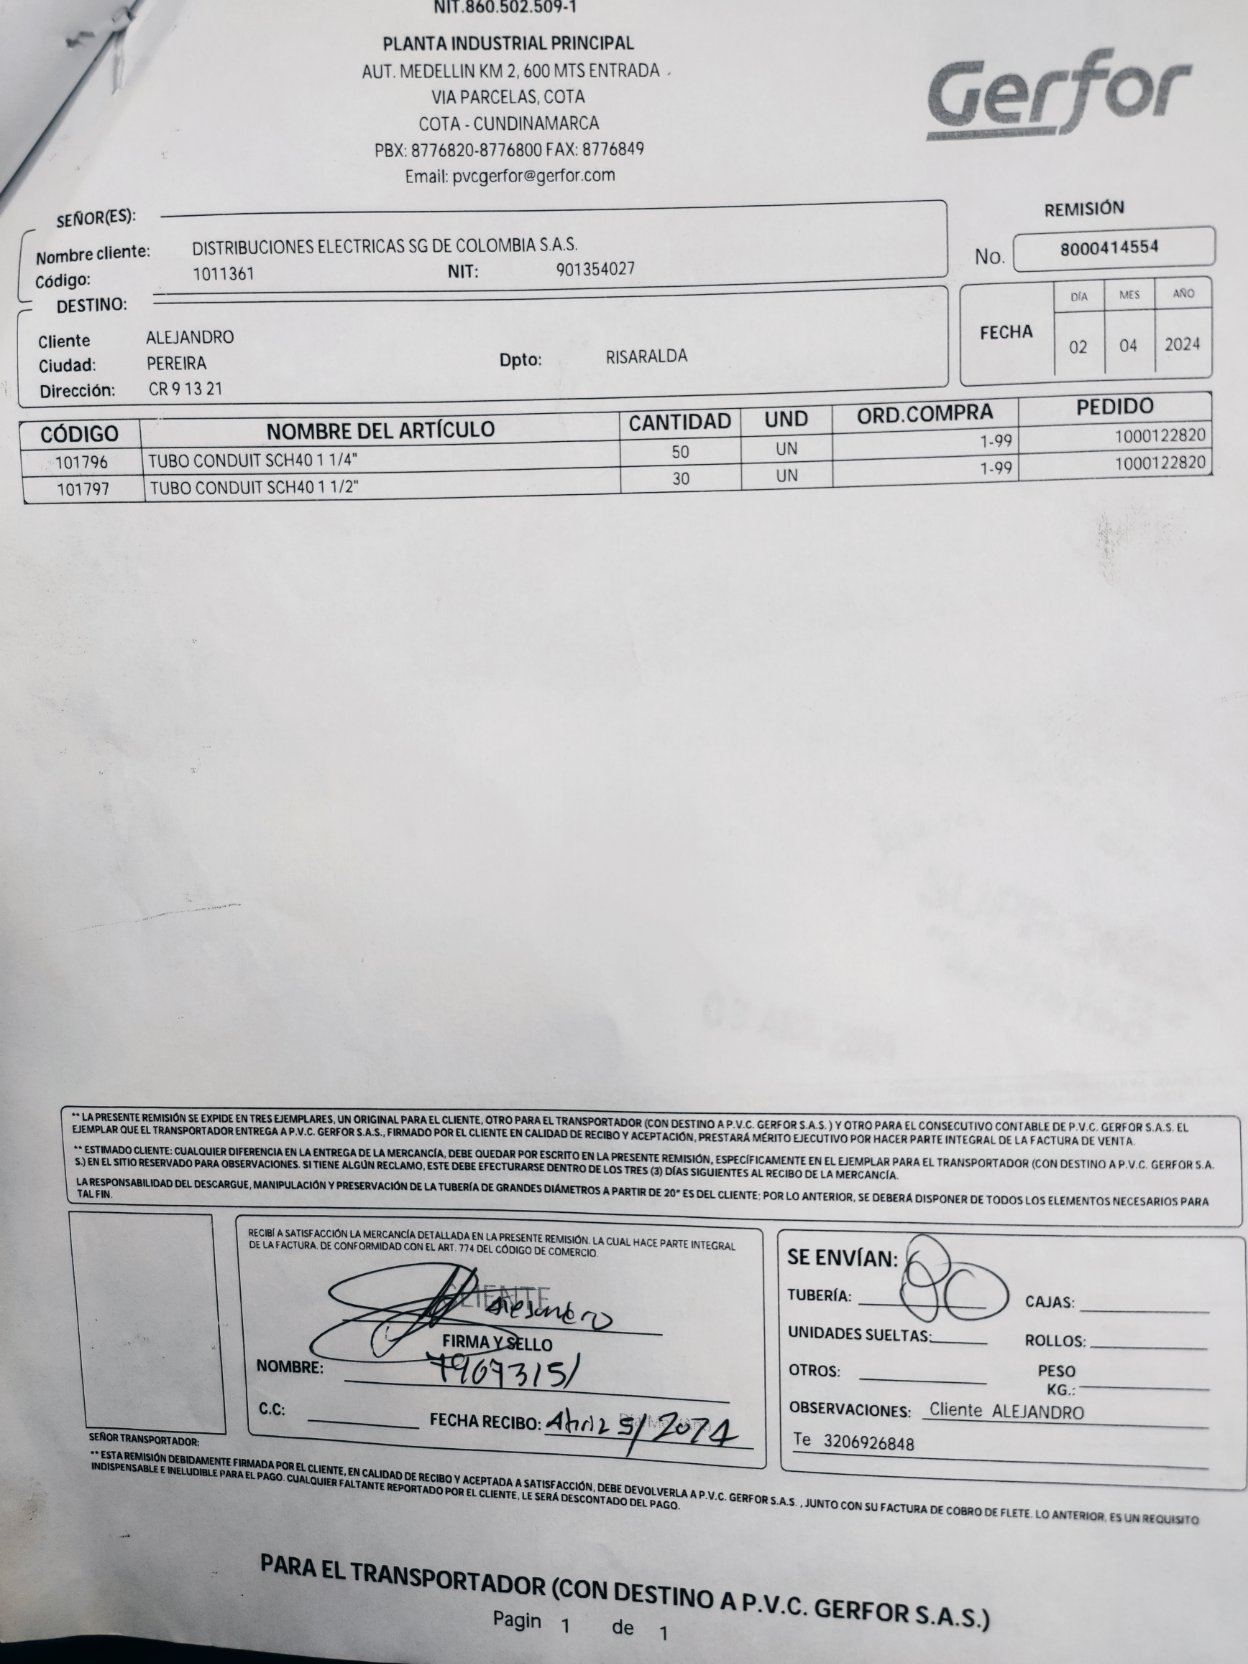 NIT.860.502.509-1
PLANTA INDUSTRIAL PRINCIPAL
AUT. MEDELLIN KM 2, 600 MTS ENTRADA
VIA PARCELAS, COTA
COTA - CUNDINAMARCA
PBX: 8776820-8776800 FAX: 8776849
Email: pvcgerfor@gerfor.com
Gerfor
SEÑOR(ES):
Nombre cliente: DISTRIBUCIONES ELECTRICAS SG DE COLOMBIA S.A.S.
Código: 1011361 NIT: 901354027
REMISIÓN
No. 8000414554
DESTINO:
Cliente ALEJANDRO
Ciudad: PEREIRA Dpto: RISARALDA
Dirección: CR 9 13 21
FECHA
DÍA MES AÑO
02 04 2024
CÓDIGO NOMBRE DEL ARTÍCULO CANTIDAD UND ORD.COMPRA PEDIDO
101796 TUBO CONDUIT SCH40 1 1/4" 50 UN 1-99 1000122820
101797 TUBO CONDUIT SCH40 1 1/2" 30 UN 1-99 1000122820
** LA PRESENTE REMISIÓN SE EXPIDE EN TRES EJEMPLARES, UN ORIGINAL PARA EL CLIENTE, OTRO PARA EL TRANSPORTADOR (CON DESTINO A P.V.C. GERFOR S.A.S. ) Y OTRO PARA EL CONSECUTIVO CONTABLE DE P.V.C. GERFOR S.A.S. EL
EJEMPLAR QUE EL TRANSPORTADOR ENTREGA A P.V.C. GERFOR S.A.S., FIRMADO POR EL CLIENTE EN CALIDAD DE RECIBO Y ACEPTACIÓN, PRESTARÁ MÉRITO EJECUTIVO POR HACER PARTE INTEGRAL DE LA FACTURA DE VENTA.
** ESTIMADO CLIENTE: CUALQUIER DIFERENCIA EN LA ENTREGA DE LA MERCANCÍA, DEBE QUEDAR POR ESCRITO EN LA PRESENTE REMISIÓN, ESPECÍFICAMENTE EN EL EJEMPLAR PARA EL TRANSPORTADOR (CON DESTINO A P.V.C. GERFOR S.A.
S.) EN EL SITIO RESERVADO PARA OBSERVACIONES. SI TIENE ALGÚN RECLAMO, ESTE DEBE EFECTURARSE DENTRO DE LOS TRES (3) DÍAS SIGUIENTES AL RECIBO DE LA MERCANCÍA.
LA RESPONSABILIDAD DEL DESCARGUE, MANIPULACIÓN Y PRESERVACIÓN DE LA TUBERÍA DE GRANDES DIÁMETROS A PARTIR DE 20" ES DEL CLIENTE; POR LO ANTERIOR, SE DEBERÁ DISPONER DE TODOS LOS ELEMENTOS NECESARIOS PARA
TAL FIN.
RECIBÍ A SATISFACCIÓN LA MERCANCÍA DETALLADA EN LA PRESENTE REMISIÓN. LA CUAL HACE PARTE INTEGRAL
DE LA FACTURA, DE CONFORMIDAD CON EL ART. 774 DEL CÓDIGO DE COMERCIO.
CLIENTE
Alejandro
FIRMA Y SELLO
NOMBRE: 79673151
C.C: FECHA RECIBO: Abril 5/2024
SEÑOR TRANSPORTADOR:
SE ENVÍAN:
TUBERÍA: 80 CAJAS:
UNIDADES SUELTAS: ROLLOS:
OTROS: PESO
KG.:
OBSERVACIONES: Cliente ALEJANDRO
Te 3206926848
** ESTA REMISIÓN DEBIDAMENTE FIRMADA POR EL CLIENTE, EN CALIDAD DE RECIBO Y ACEPTADA A SATISFACCIÓN, DEBE DEVOLVERLA A P.V.C. GERFOR S.A.S. , JUNTO CON SU FACTURA DE COBRO DE FLETE. LO ANTERIOR, ES UN REQUISITO
INDISPENSABLE E INELUDIBLE PARA EL PAGO. CUALQUIER FALTANTE REPORTADO POR EL CLIENTE, LE SERÁ DESCONTADO DEL PAGO.
PARA EL TRANSPORTADOR (CON DESTINO A P.V.C. GERFOR S.A.S.)
Pagin 1 de 1